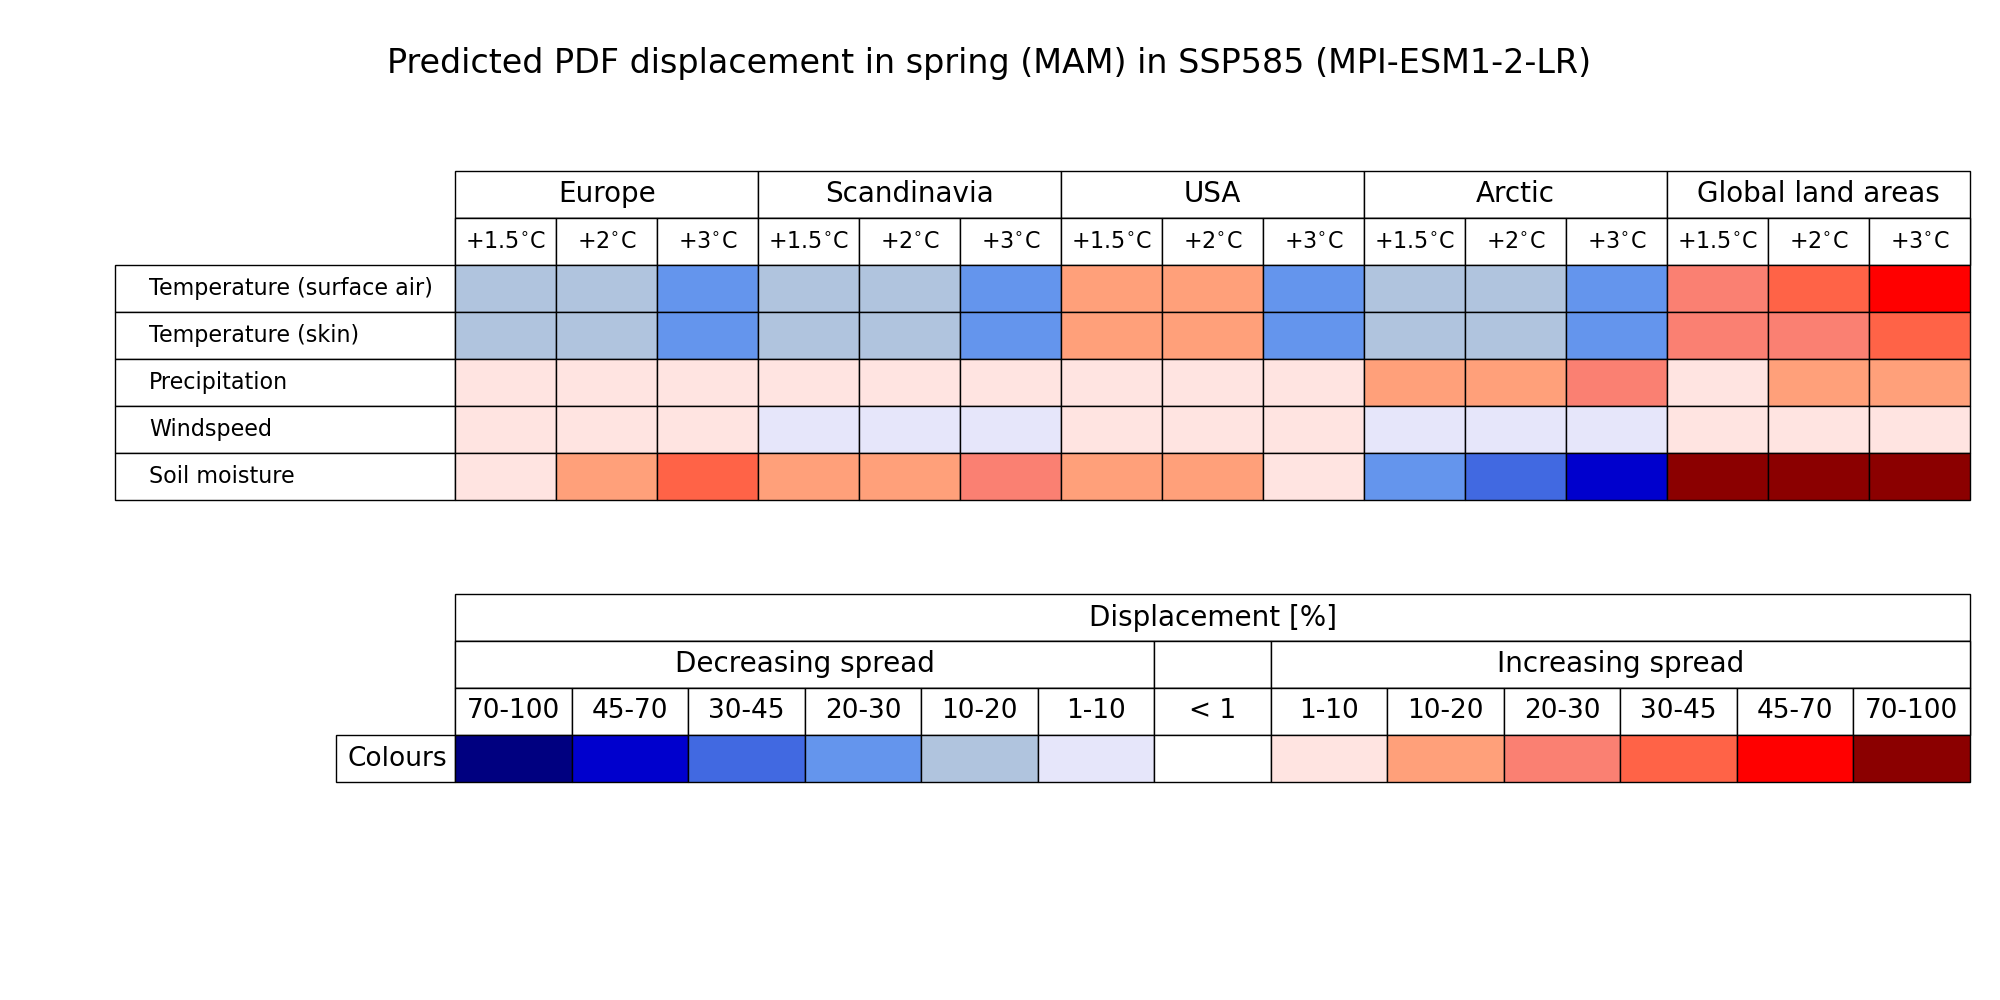 Predicted PDF displacement in spring (MAM) in SSP585 (MPI-ESM1-2-LR)
Europe Scandinavia USA Arctic Global land areas
+1.5°C +2°C +3°C +1.5°C +2°C +3°C +1.5°C +2°C +3°C +1.5°C +2°C +3°C +1.5°C +2°C +3°C
Temperature (surface air)
Temperature (skin)
Precipitation
Windspeed
Soil moisture
Displacement [%]
Decreasing spread Increasing spread
70-100 45-70 30-45 20-30 10-20 1-10 < 1 1-10 10-20 20-30 30-45 45-70 70-100
Colours